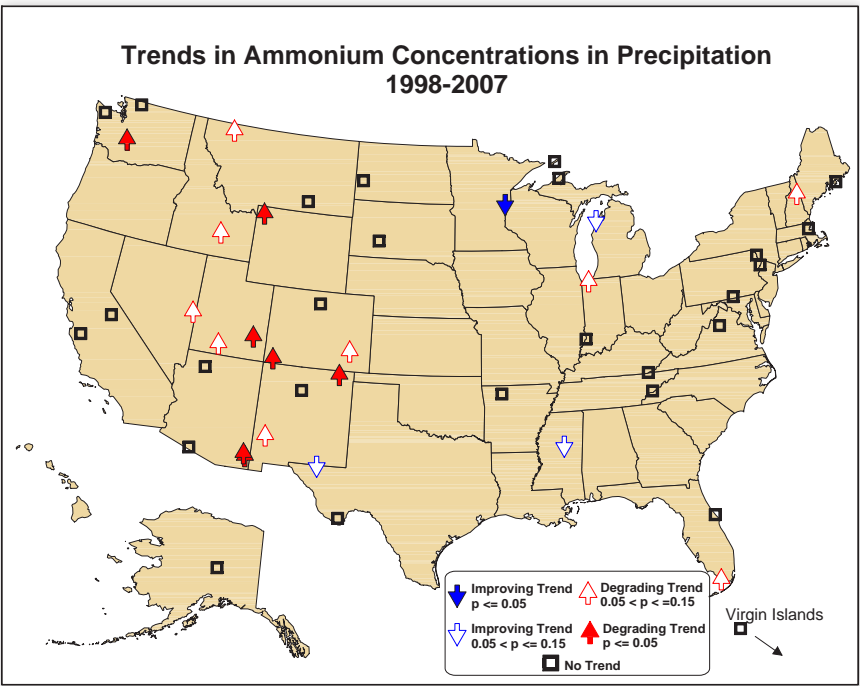 Trends in Ammonium Concentrations in Precipitation
1998-2007
Improving Trend
p <= 0.05
Degrading Trend
0.05 < p < =0.15
Improving Trend
0.05 < p <= 0.15
Degrading Trend
p <= 0.05
No Trend
Virgin Islands